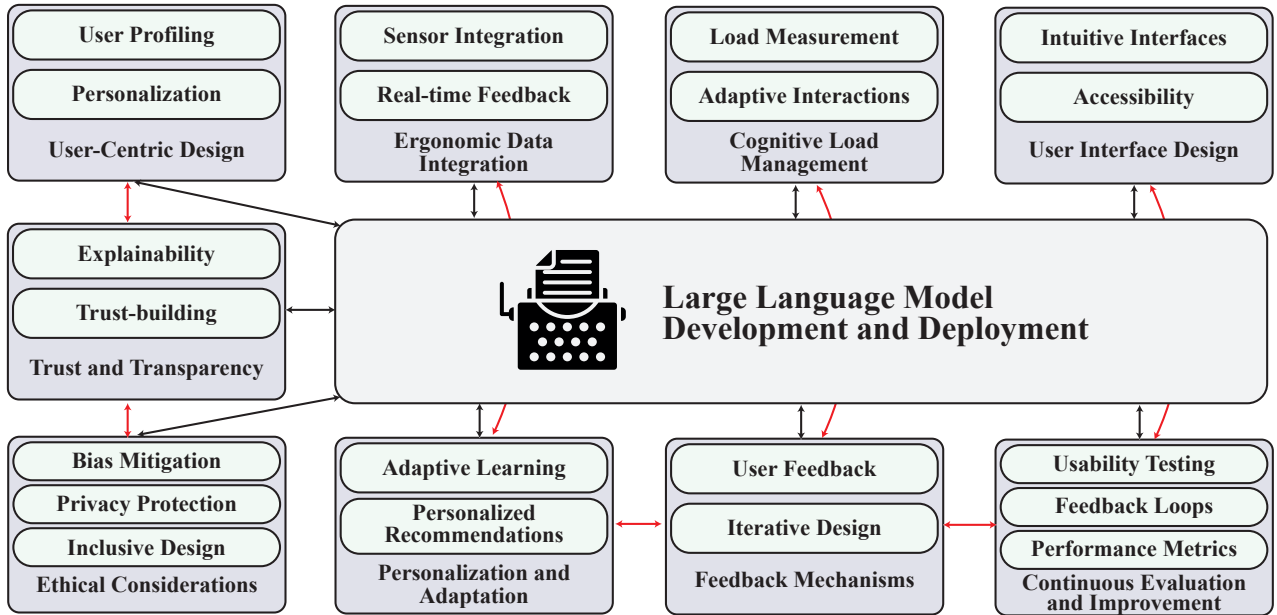 User Profiling
Personalization
User-Centric Design
Sensor Integration
Real-time Feedback
Ergonomic Data
Integration
Load Measurement
Adaptive Interactions
Cognitive Load
Management
Intuitive Interfaces
Accessibility
User Interface Design
Explainability
Trust-building
Trust and Transparency
Large Language Model
Development and Deployment
Bias Mitigation
Privacy Protection
Inclusive Design
Ethical Considerations
Adaptive Learning
Personalized
Recommendations
Personalization and
Adaptation
User Feedback
Iterative Design
Feedback Mechanisms
Usability Testing
Feedback Loops
Performance Metrics
Continuous Evaluation
and Improvement